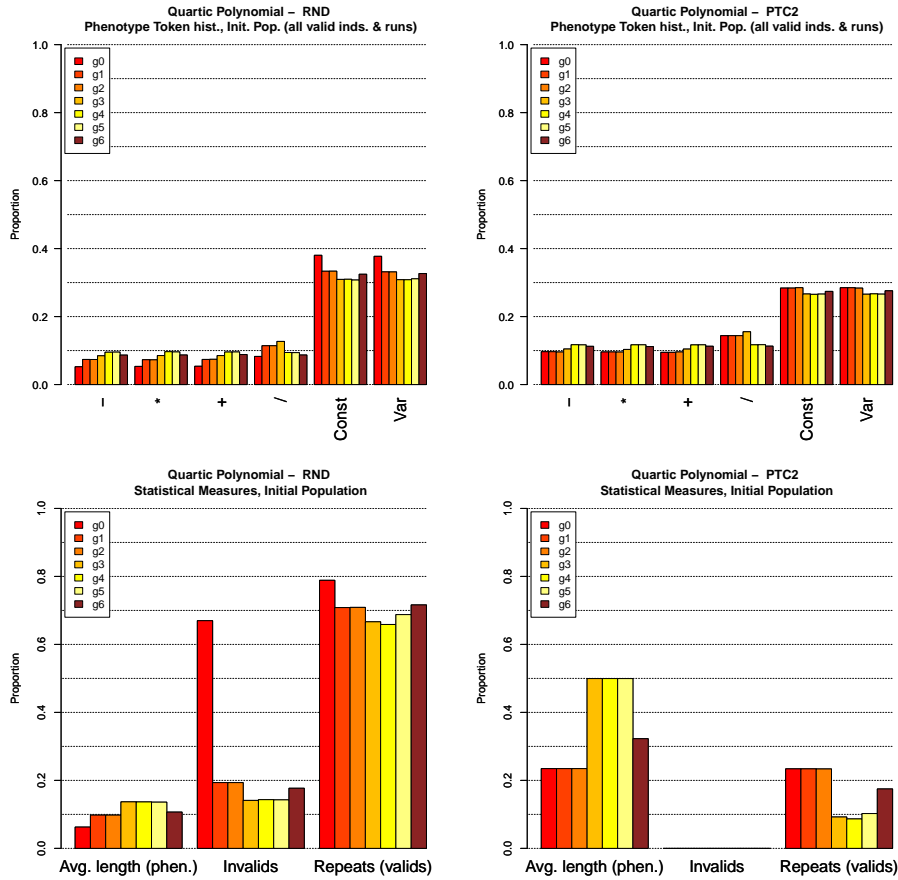 Quartic Polynomial – RND
Phenotype Token hist., Init. Pop. (all valid inds. & runs)
1.0
0.8
0.6
0.4
0.2
0.0
Proportion
g0
g1
g2
g3
g4
g5
g6
–
*
+
/
Const
Var
Quartic Polynomial – PTC2
Phenotype Token hist., Init. Pop. (all valid inds. & runs)
1.0
0.8
0.6
0.4
0.2
0.0
Proportion
g0
g1
g2
g3
g4
g5
g6
–
*
+
/
Const
Var
Quartic Polynomial – RND
Statistical Measures, Initial Population
1.0
0.8
0.6
0.4
0.2
0.0
Proportion
g0
g1
g2
g3
g4
g5
g6
Avg. length (phen.) Invalids Repeats (valids)
Quartic Polynomial – PTC2
Statistical Measures, Initial Population
1.0
0.8
0.6
0.4
0.2
0.0
Proportion
g0
g1
g2
g3
g4
g5
g6
Avg. length (phen.) Invalids Repeats (valids)